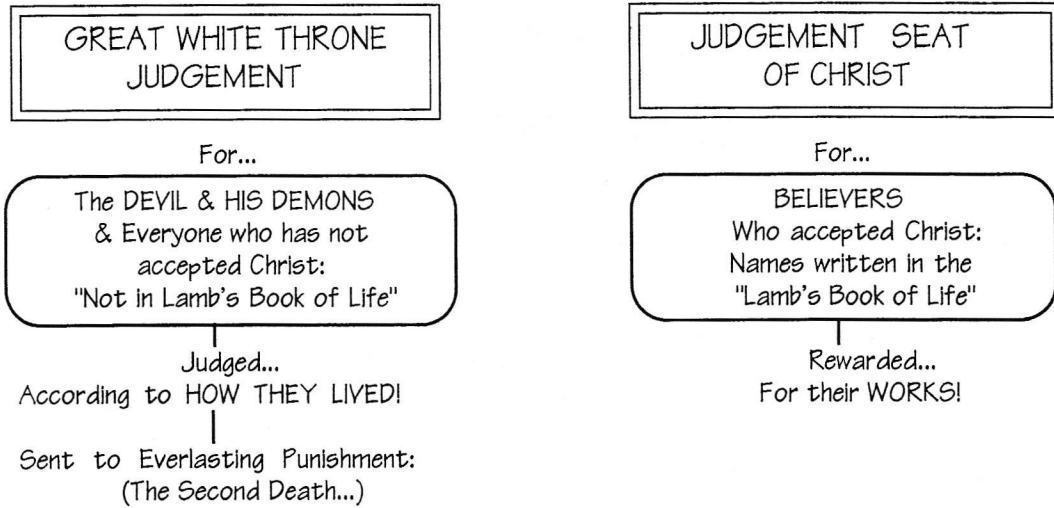 GREAT WHITE THRONE
JUDGEMENT
For...
The DEVIL & HIS DEMONS
& Everyone who has not
accepted Christ:
"Not in Lamb's Book of Life"
Judged...
According to HOW THEY LIVED!
Sent to Everlasting Punishment:
(The Second Death...)
JUDGEMENT SEAT
OF CHRIST
For...
BELIEVERS
Who accepted Christ:
Names written in the
"Lamb's Book of Life"
Rewarded...
For their WORKS!